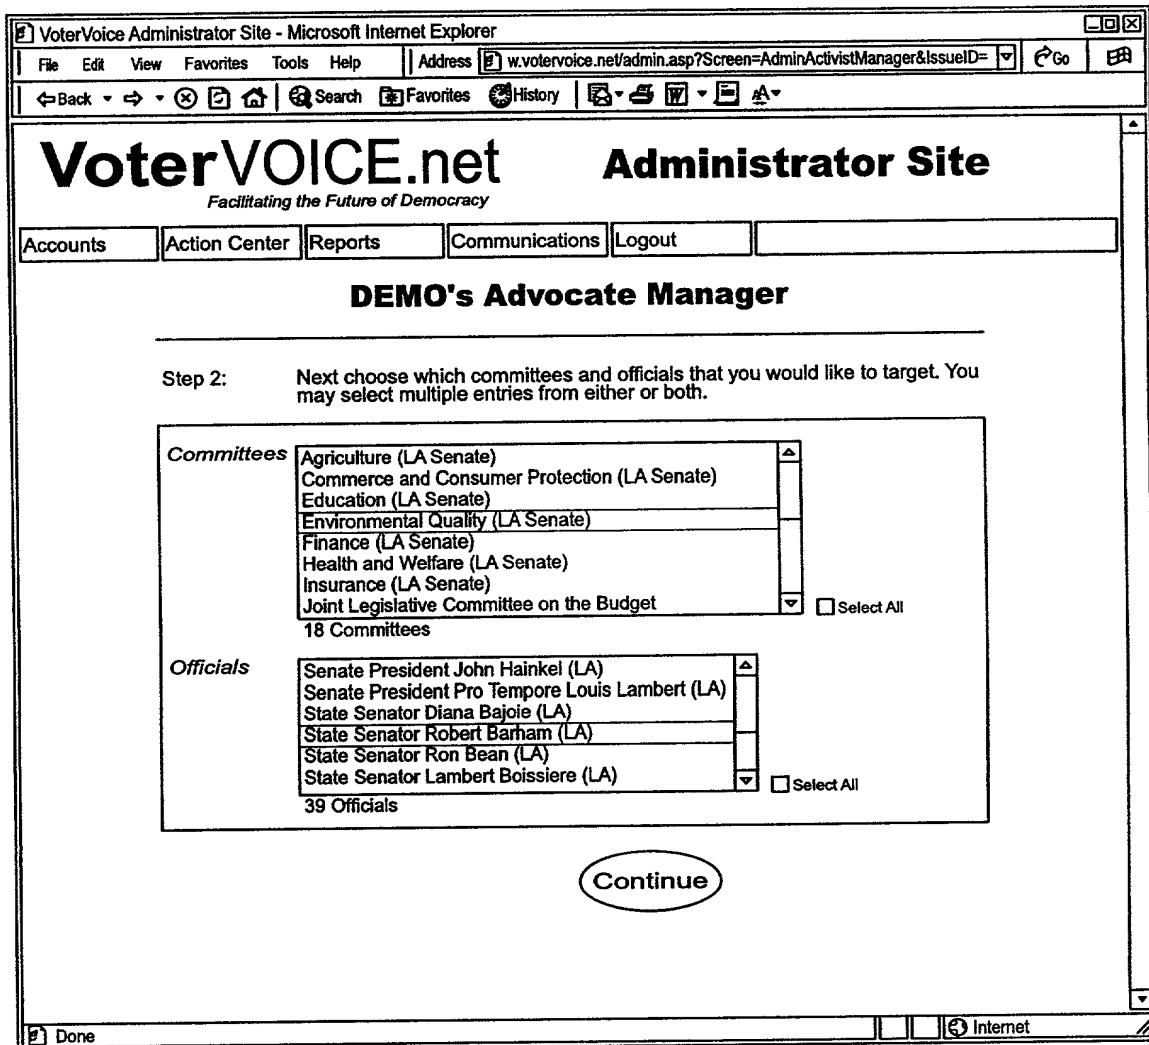 VoterVoice Administrator Site - Microsoft Internet Explorer
File Edit View Favorites Tools Help Address w.votervoice.net/admin.asp?Screen=AdminActivistManager&IssueID= Go
Back Search Favorites History
VoterVOICE.net Administrator Site
Facilitating the Future of Democracy
Accounts Action Center Reports Communications Logout
DEMO's Advocate Manager
Step 2: Next choose which committees and officials that you would like to target. You
may select multiple entries from either or both.
Committees Agriculture (LA Senate)
Commerce and Consumer Protection (LA Senate)
Education (LA Senate)
Environmental Quality (LA Senate)
Finance (LA Senate)
Health and Welfare (LA Senate)
Insurance (LA Senate)
Joint Legislative Committee on the Budget Select All
18 Committees
Officials Senate President John Hainkel (LA)
Senate President Pro Tempore Louis Lambert (LA)
State Senator Diana Bajoie (LA)
State Senator Robert Barham (LA)
State Senator Ron Bean (LA)
State Senator Lambert Boissiere (LA) Select All
39 Officials
Continue
Done Internet